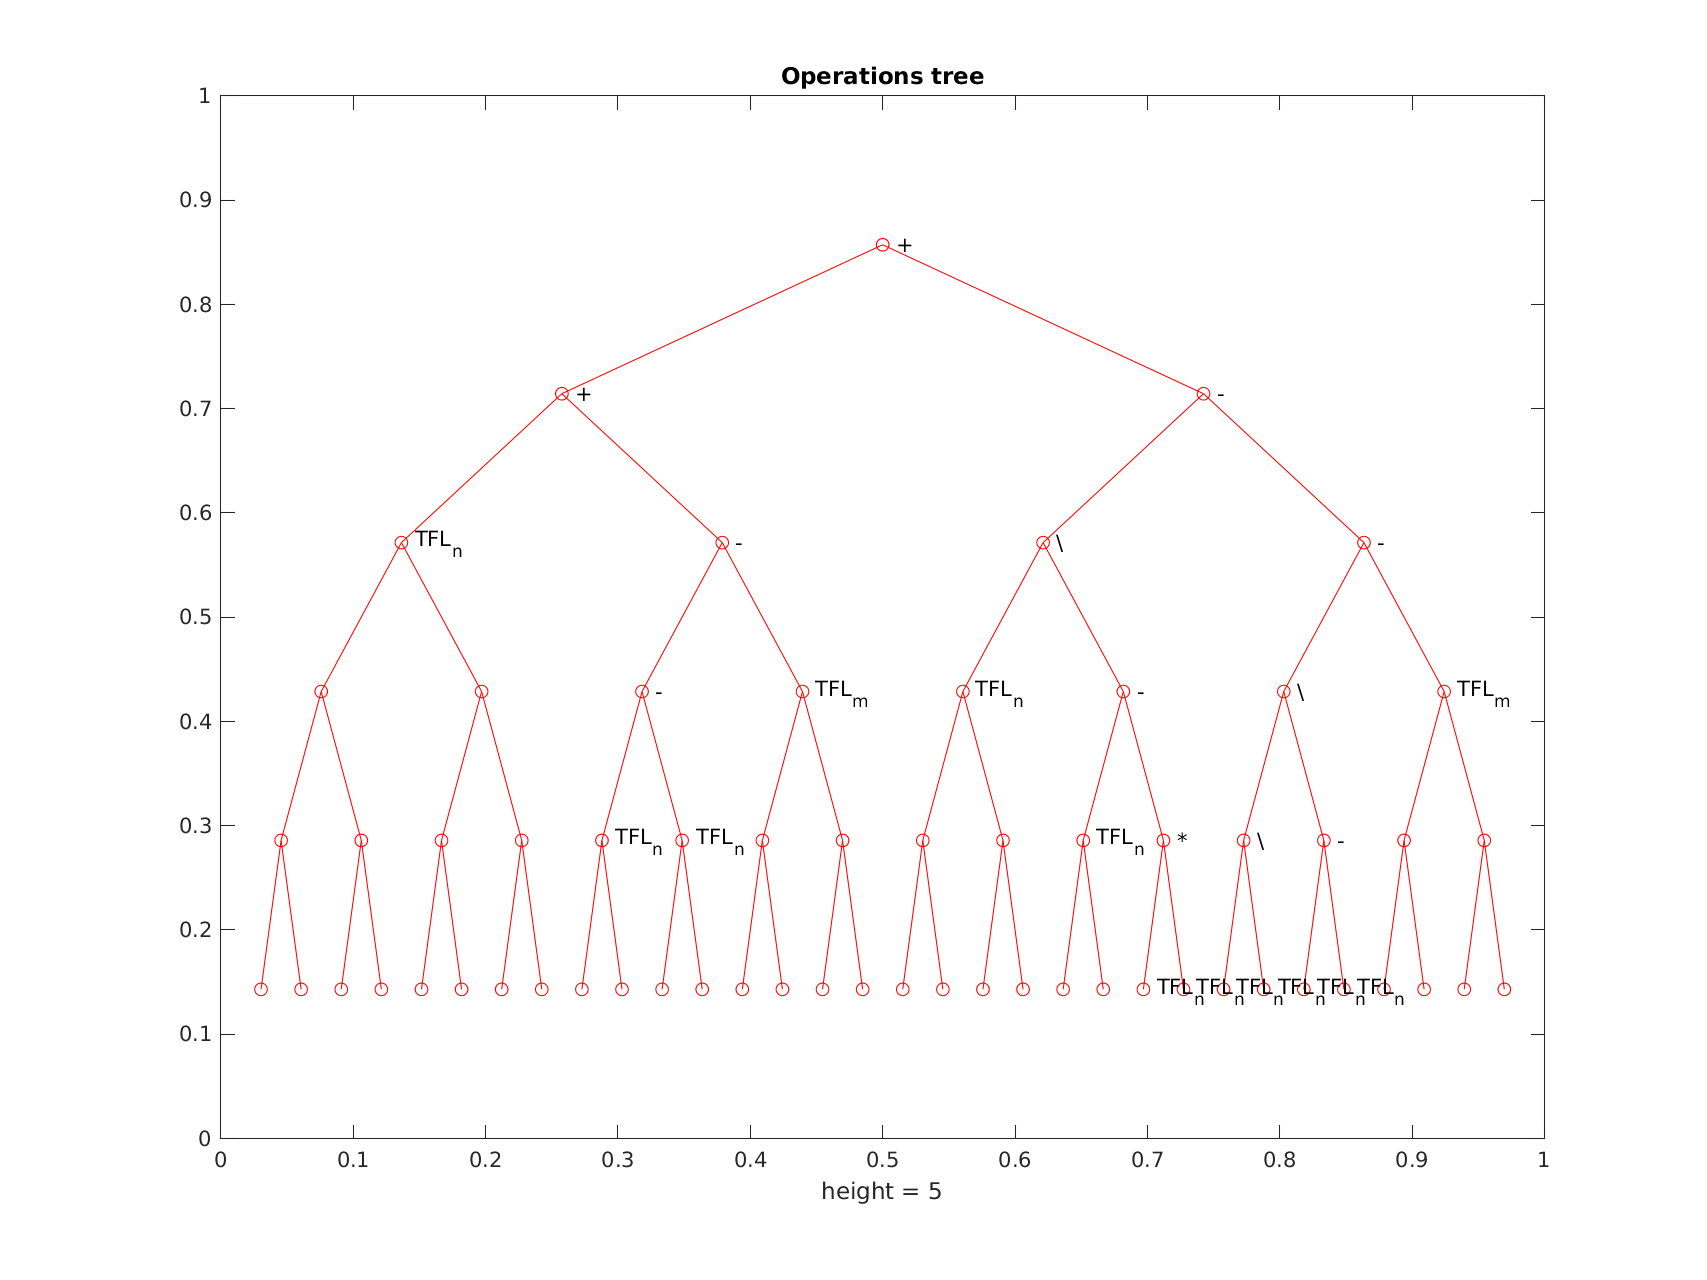 Operations tree
1
0.9
+
0.8
+ -
0.7
0.6
TFLn - \ -
0.5
- TFLm TFLn - \ TFLm
0.4
0.3
TFLn TFLn TFLn * \ -
0.2
TFLn TFLn TFLn TFLn TFLn TFLn
0.1
0
0 0.1 0.2 0.3 0.4 0.5 0.6 0.7 0.8 0.9 1
height = 5